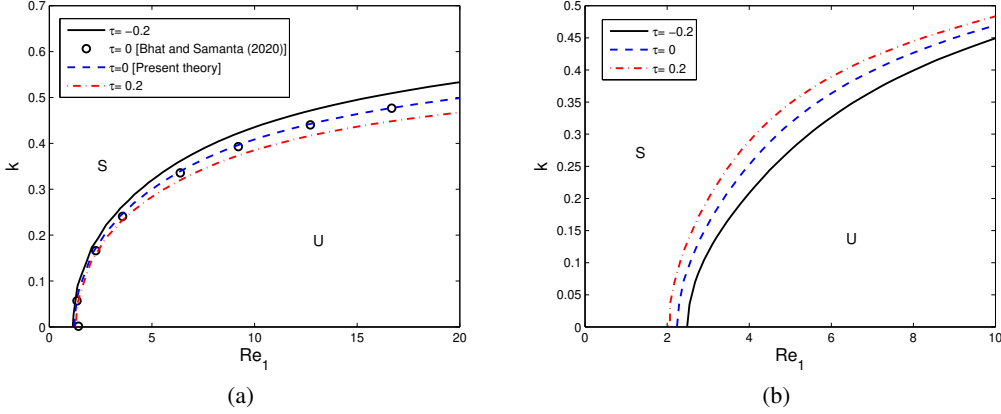 0.7
0.6
0.5
0.4
0.3
0.2
0.1
0
k
τ= −0.2
τ= 0 [Bhat and Samanta (2020)]
τ=0 [Present theory]
τ= 0.2
S
U
0 5 10 15 20
Re1
(a)
0.5
0.45
0.4
0.35
0.3
0.25
0.2
0.15
0.1
0.05
0
k
τ= −0.2
τ= 0
τ= 0.2
S
U
0 2 4 6 8 10
Re1
(b)